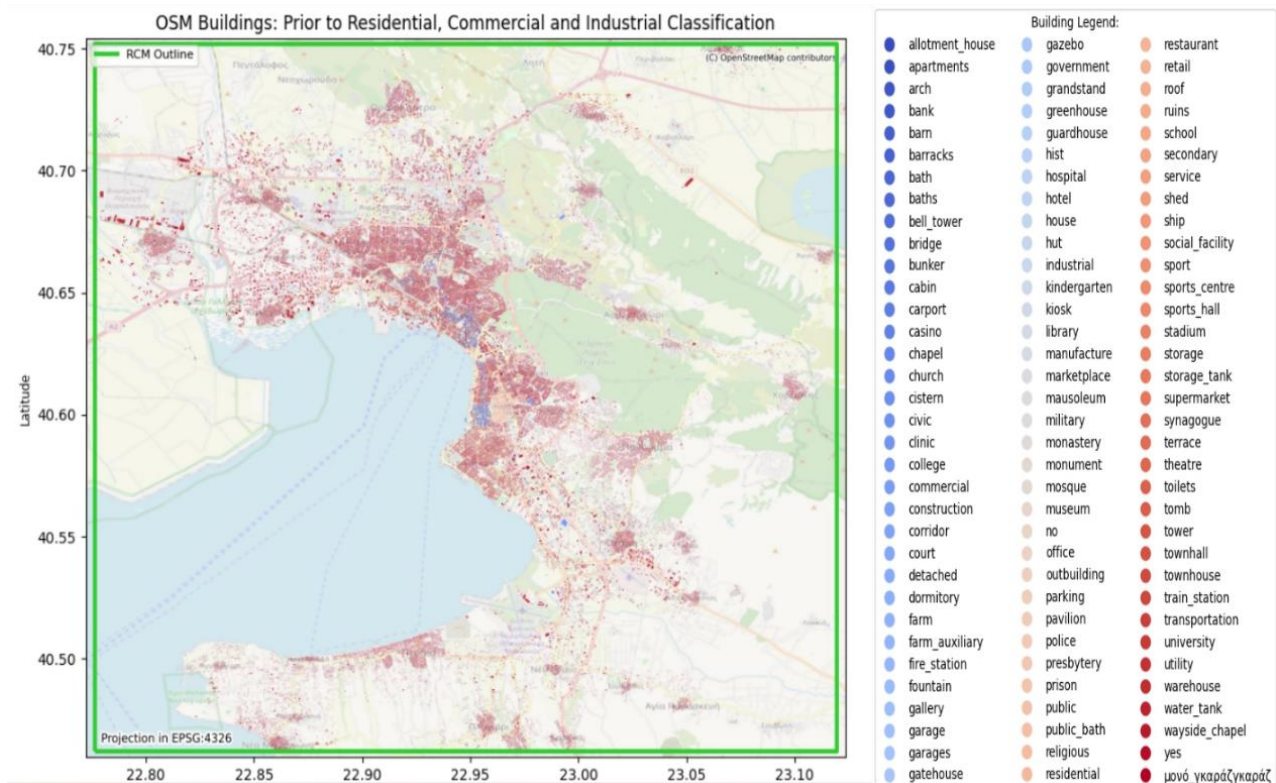 OSM Buildings: Prior to Residential, Commercial and Industrial Classification
RCM Outline
(C) OpenStreetMap contributors
40.75
40.70
40.65
40.60
40.55
40.50
Latitude
Projection in EPSG:4326
22.80 22.85 22.90 22.95 23.00 23.05 23.10
Building Legend:
allotment_house
apartments
arch
bank
barn
barracks
bath
baths
bell_tower
bridge
bunker
cabin
carport
casino
chapel
church
cistern
civic
clinic
college
commercial
construction
corridor
court
detached
dormitory
farm
farm_auxiliary
fire_station
fountain
gallery
garage
garages
gatehouse
gazebo
government
grandstand
greenhouse
guardhouse
hist
hospital
hotel
house
hut
industrial
kindergarten
kiosk
library
manufacture
marketplace
mausoleum
military
monastery
monument
mosque
museum
no
office
outbuilding
parking
pavilion
police
presbytery
prison
public
public_bath
religious
residential
restaurant
retail
roof
ruins
school
secondary
service
shed
ship
social_facility
sport
sports_centre
sports_hall
stadium
storage
storage_tank
supermarket
synagogue
terrace
theatre
toilets
tomb
tower
townhall
townhouse
train_station
transportation
university
utility
warehouse
water_tank
wayside_chapel
yes
μονό_γκαράζγκαράζ